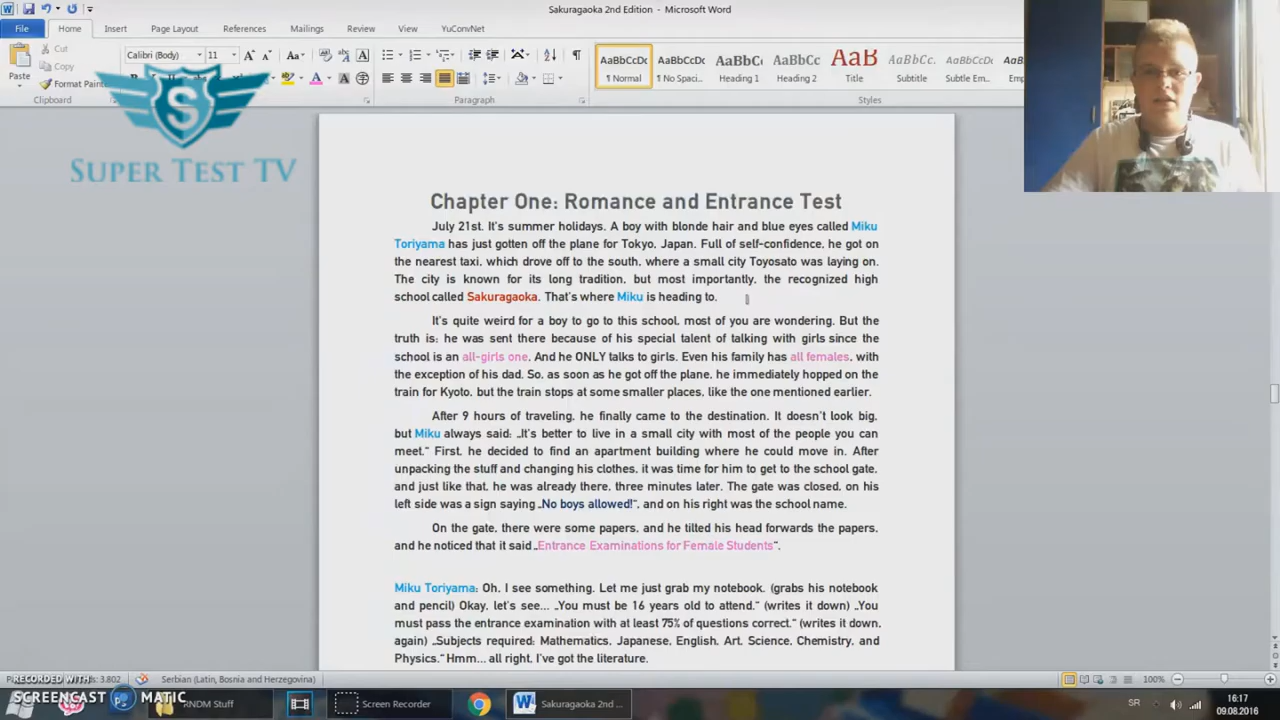 Sakuragaoka 2nd Edition - Microsoft Word
File Home Insert Page Layout References Mailings Review View YuConvNet
Cut
Copy
Paste Format Painter
Calibri (Body) 11
AaBbCcDc AaBbCcDc AaBbCc AaBbCc AaB AaBbCc. AaBbCcDc
¶ Normal ¶ No Spaci... Heading 1 Heading 2 Title Subtitle Subtle Em...
Clipboard Paragraph Styles
S
SUPER TEST TV
Chapter One: Romance and Entrance Test
July 21st. It's summer holidays. A boy with blonde hair and blue eyes called Miku
Toriyama has just gotten off the plane for Tokyo, Japan. Full of self-confidence, he got on
the nearest taxi, which drove off to the south, where a small city Toyosato was laying on.
The city is known for its long tradition, but most importantly, the recognized high
school called Sakuragaoka. That's where Miku is heading to.
It's quite weird for a boy to go to this school, most of you are wondering. But the
truth is; he was sent there because of his special talent of talking with girls since the
school is an all-girls one. And he ONLY talks to girls. Even his family has all females, with
the exception of his dad. So, as soon as he got off the plane, he immediately hopped on the
train for Kyoto, but the train stops at some smaller places, like the one mentioned earlier.
After 9 hours of traveling, he finally came to the destination. It doesn't look big,
but Miku always said: „It's better to live in a small city with most of the people you can
meet.“ First, he decided to find an apartment building where he could move in. After
unpacking the stuff and changing his clothes, it was time for him to get to the school gate,
and just like that, he was already there, three minutes later. The gate was closed, on his
left side was a sign saying „No boys allowed!“, and on his right was the school name.
On the gate, there were some papers, and he tilted his head forwards the papers,
and he noticed that it said „Entrance Examinations for Female Students“.
Miku Toriyama: Oh, I see something. Let me just grab my notebook. (grabs his notebook
and pencil) Okay, let's see... „You must be 16 years old to attend.“ (writes it down) „You
must pass the entrance examination with at least 75% of questions correct.“ (writes it down,
again) „Subjects required: Mathematics, Japanese, English, Art, Science, Chemistry, and
Physics.“ Hmm... all right, I've got the literature.
3.802 Serbian (Latin, Bosnia and Herzegovina) 100%
RECORDED WITH
SCREENCAST MATIC
RNDM Stuff Screen Recorder Sakuragaoka 2nd ... SR 16:17
09.08.2016